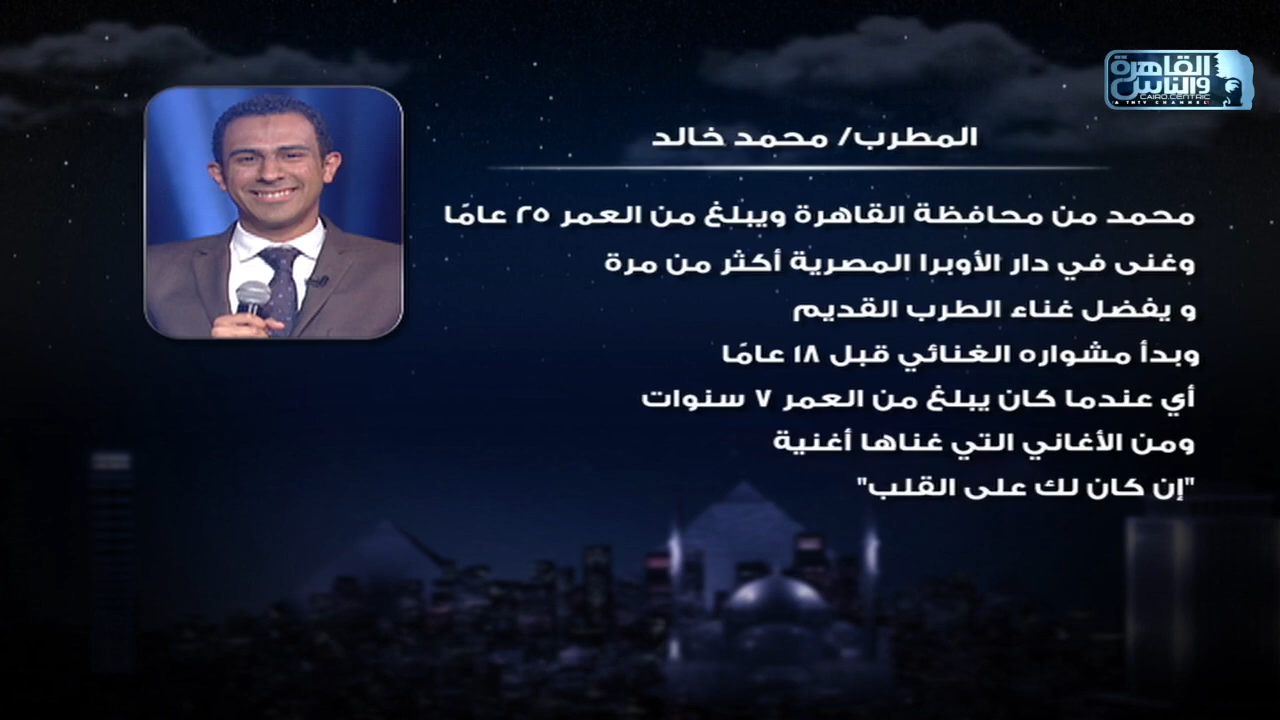 القاهرة
والناس
CAIRO.CENTRIC
A TNTV CHANNEL
المطرب/ محمد خالد
محمد من محافظة القاهرة ويبلغ من العمر ٢٥ عامًا
وغنى في دار الأوبرا المصرية أكثر من مرة
و يفضل غناء الطرب القديم
وبدأ مشواره الغنائي قبل ١٨ عامًا
أي عندما كان يبلغ من العمر ٧ سنوات
ومن الأغاني التي غناها أغنية
"إن كان لك على القلب"